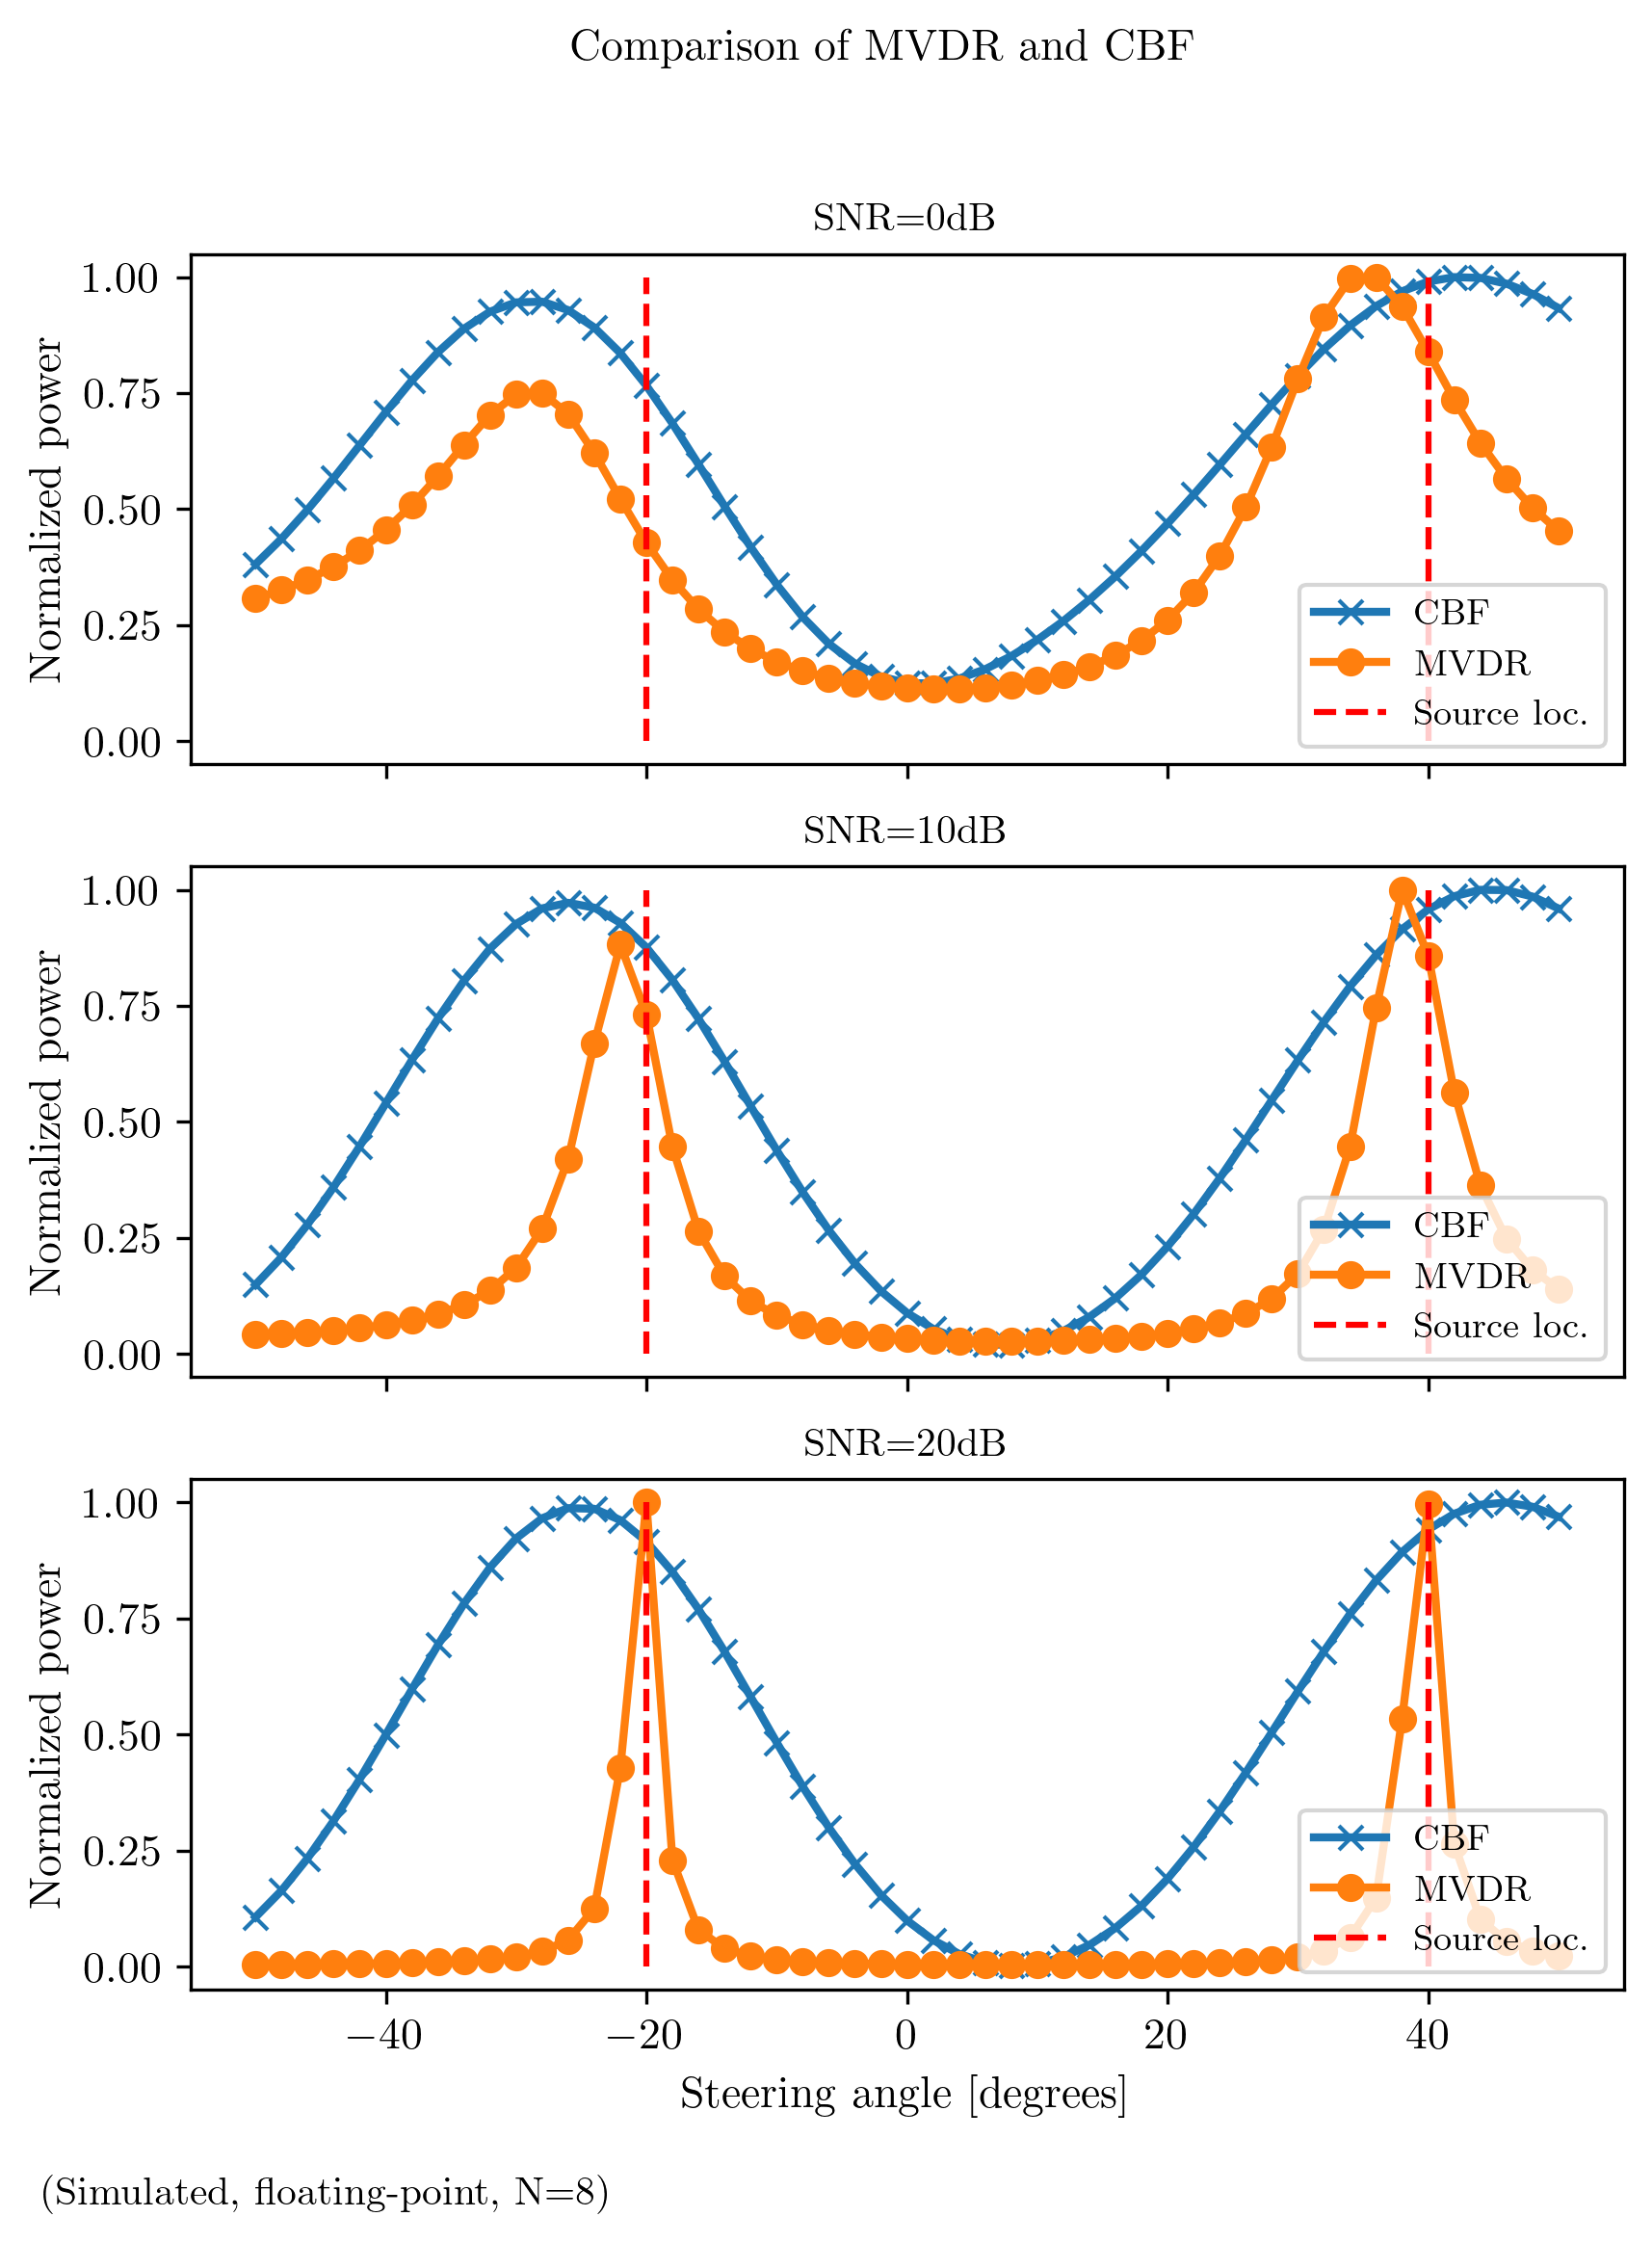 Comparison of MVDR and CBF
SNR=0dB
Normalized power
1.00
0.75
0.50
0.25
0.00
CBF
MVDR
Source loc.
SNR=10dB
Normalized power
1.00
0.75
0.50
0.25
0.00
CBF
MVDR
Source loc.
SNR=20dB
Normalized power
1.00
0.75
0.50
0.25
0.00
CBF
MVDR
Source loc.
−40 −20 0 20 40
Steering angle [degrees]
(Simulated, floating-point, N=8)